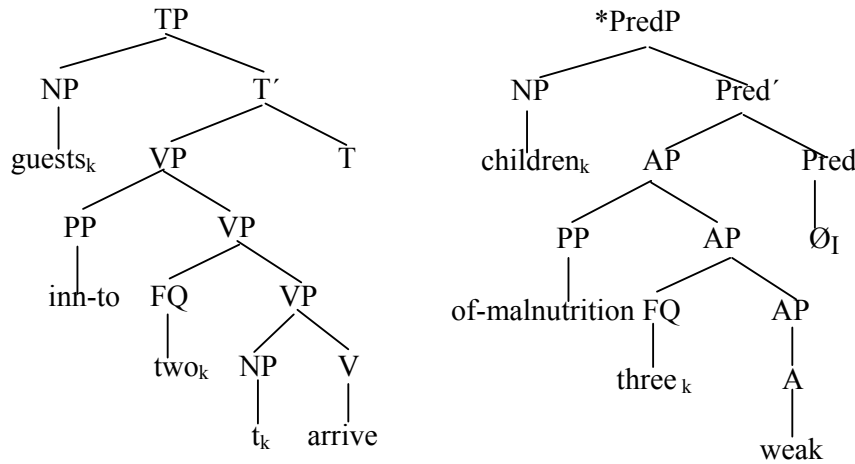 TP *PredP
NP T´ NP Pred´
guestsₖ VP T childrenₖ AP Pred
PP VP PP AP Ø_I
inn-to FQ VP of-malnutrition FQ AP
twoₖ NP V three ₖ A
tₖ arrive weak